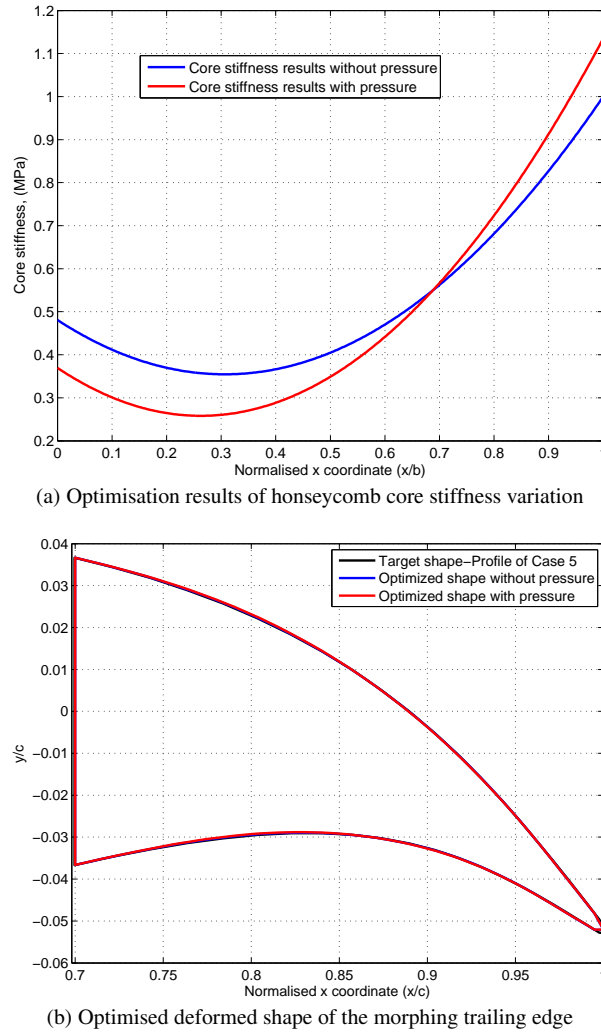 1.2
1.1
1
0.9
0.8
0.7
0.6
0.5
0.4
0.3
0.2
Core stiffness, (MPa)
Core stiffness results without pressure
Core stiffness results with pressure
0 0.1 0.2 0.3 0.4 0.5 0.6 0.7 0.8 0.9 1
Normalised x coordinate (x/b)
(a) Optimisation results of honseycomb core stiffness variation
0.04
0.03
0.02
0.01
0
−0.01
−0.02
−0.03
−0.04
−0.05
−0.06
y/c
Target shape−Profile of Case 5
Optimized shape without pressure
Optimized shape with pressure
0.7 0.75 0.8 0.85 0.9 0.95 1
Normalised x coordinate (x/c)
(b) Optimised deformed shape of the morphing trailing edge